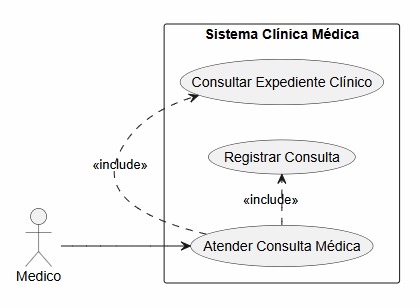 Sistema Clínica Médica
Consultar Expediente Clínico
«include»
Registrar Consulta
«include»
Atender Consulta Médica
Medico